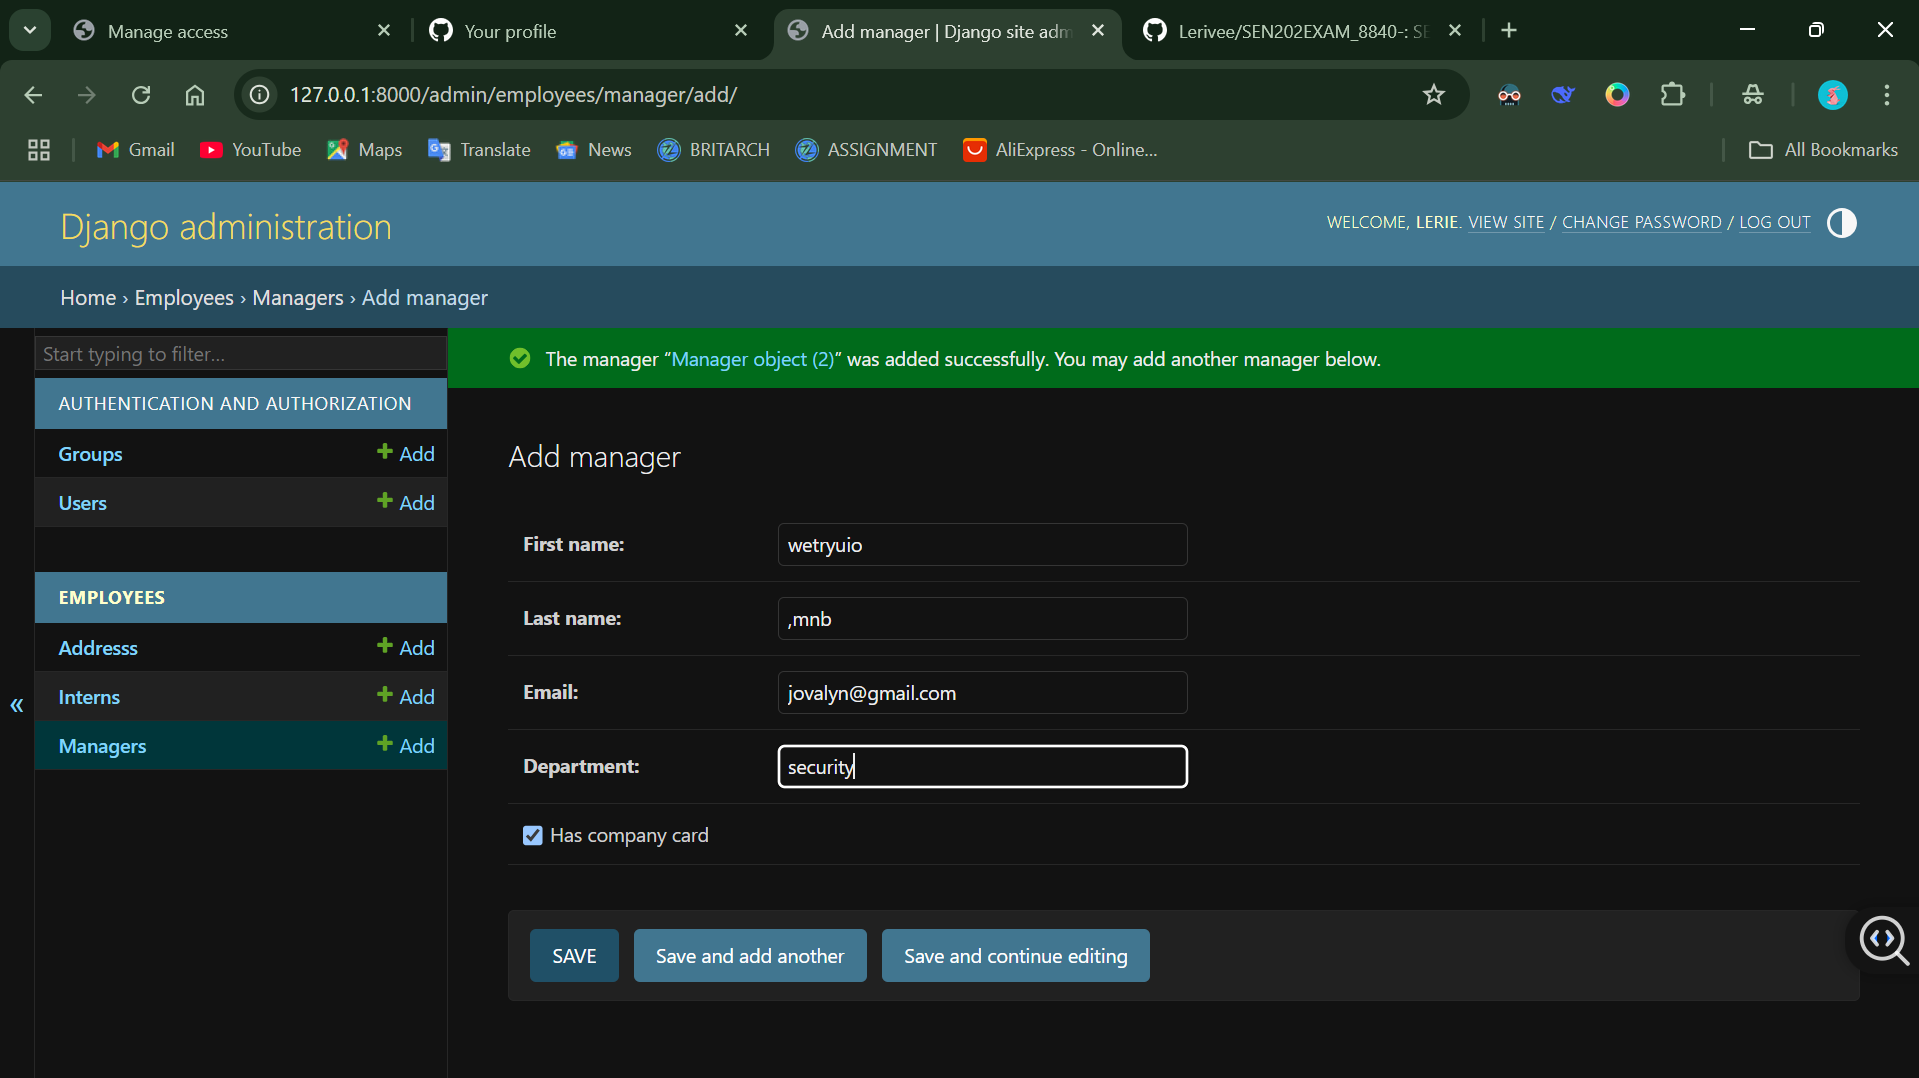 Manage access
Your profile
Add manager | Django site adm
Lerivee/SEN202EXAM_8840-: SE
127.0.0.1:8000/admin/employees/manager/add/
Gmail
YouTube
Maps
Translate
News
BRITARCH
ASSIGNMENT
AliExpress - Online...
All Bookmarks
Django administration
WELCOME, LERIE. VIEW SITE / CHANGE PASSWORD / LOG OUT
Home › Employees › Managers › Add manager
Start typing to filter...
The manager “Manager object (2)” was added successfully. You may add another manager below.
AUTHENTICATION AND AUTHORIZATION
Groups + Add
Users + Add
EMPLOYEES
Addresss + Add
Interns + Add
Managers + Add
«
Add manager
First name: wetryuio
Last name: ,mnb
Email: jovalyn@gmail.com
Department: security
Has company card
SAVE
Save and add another
Save and continue editing